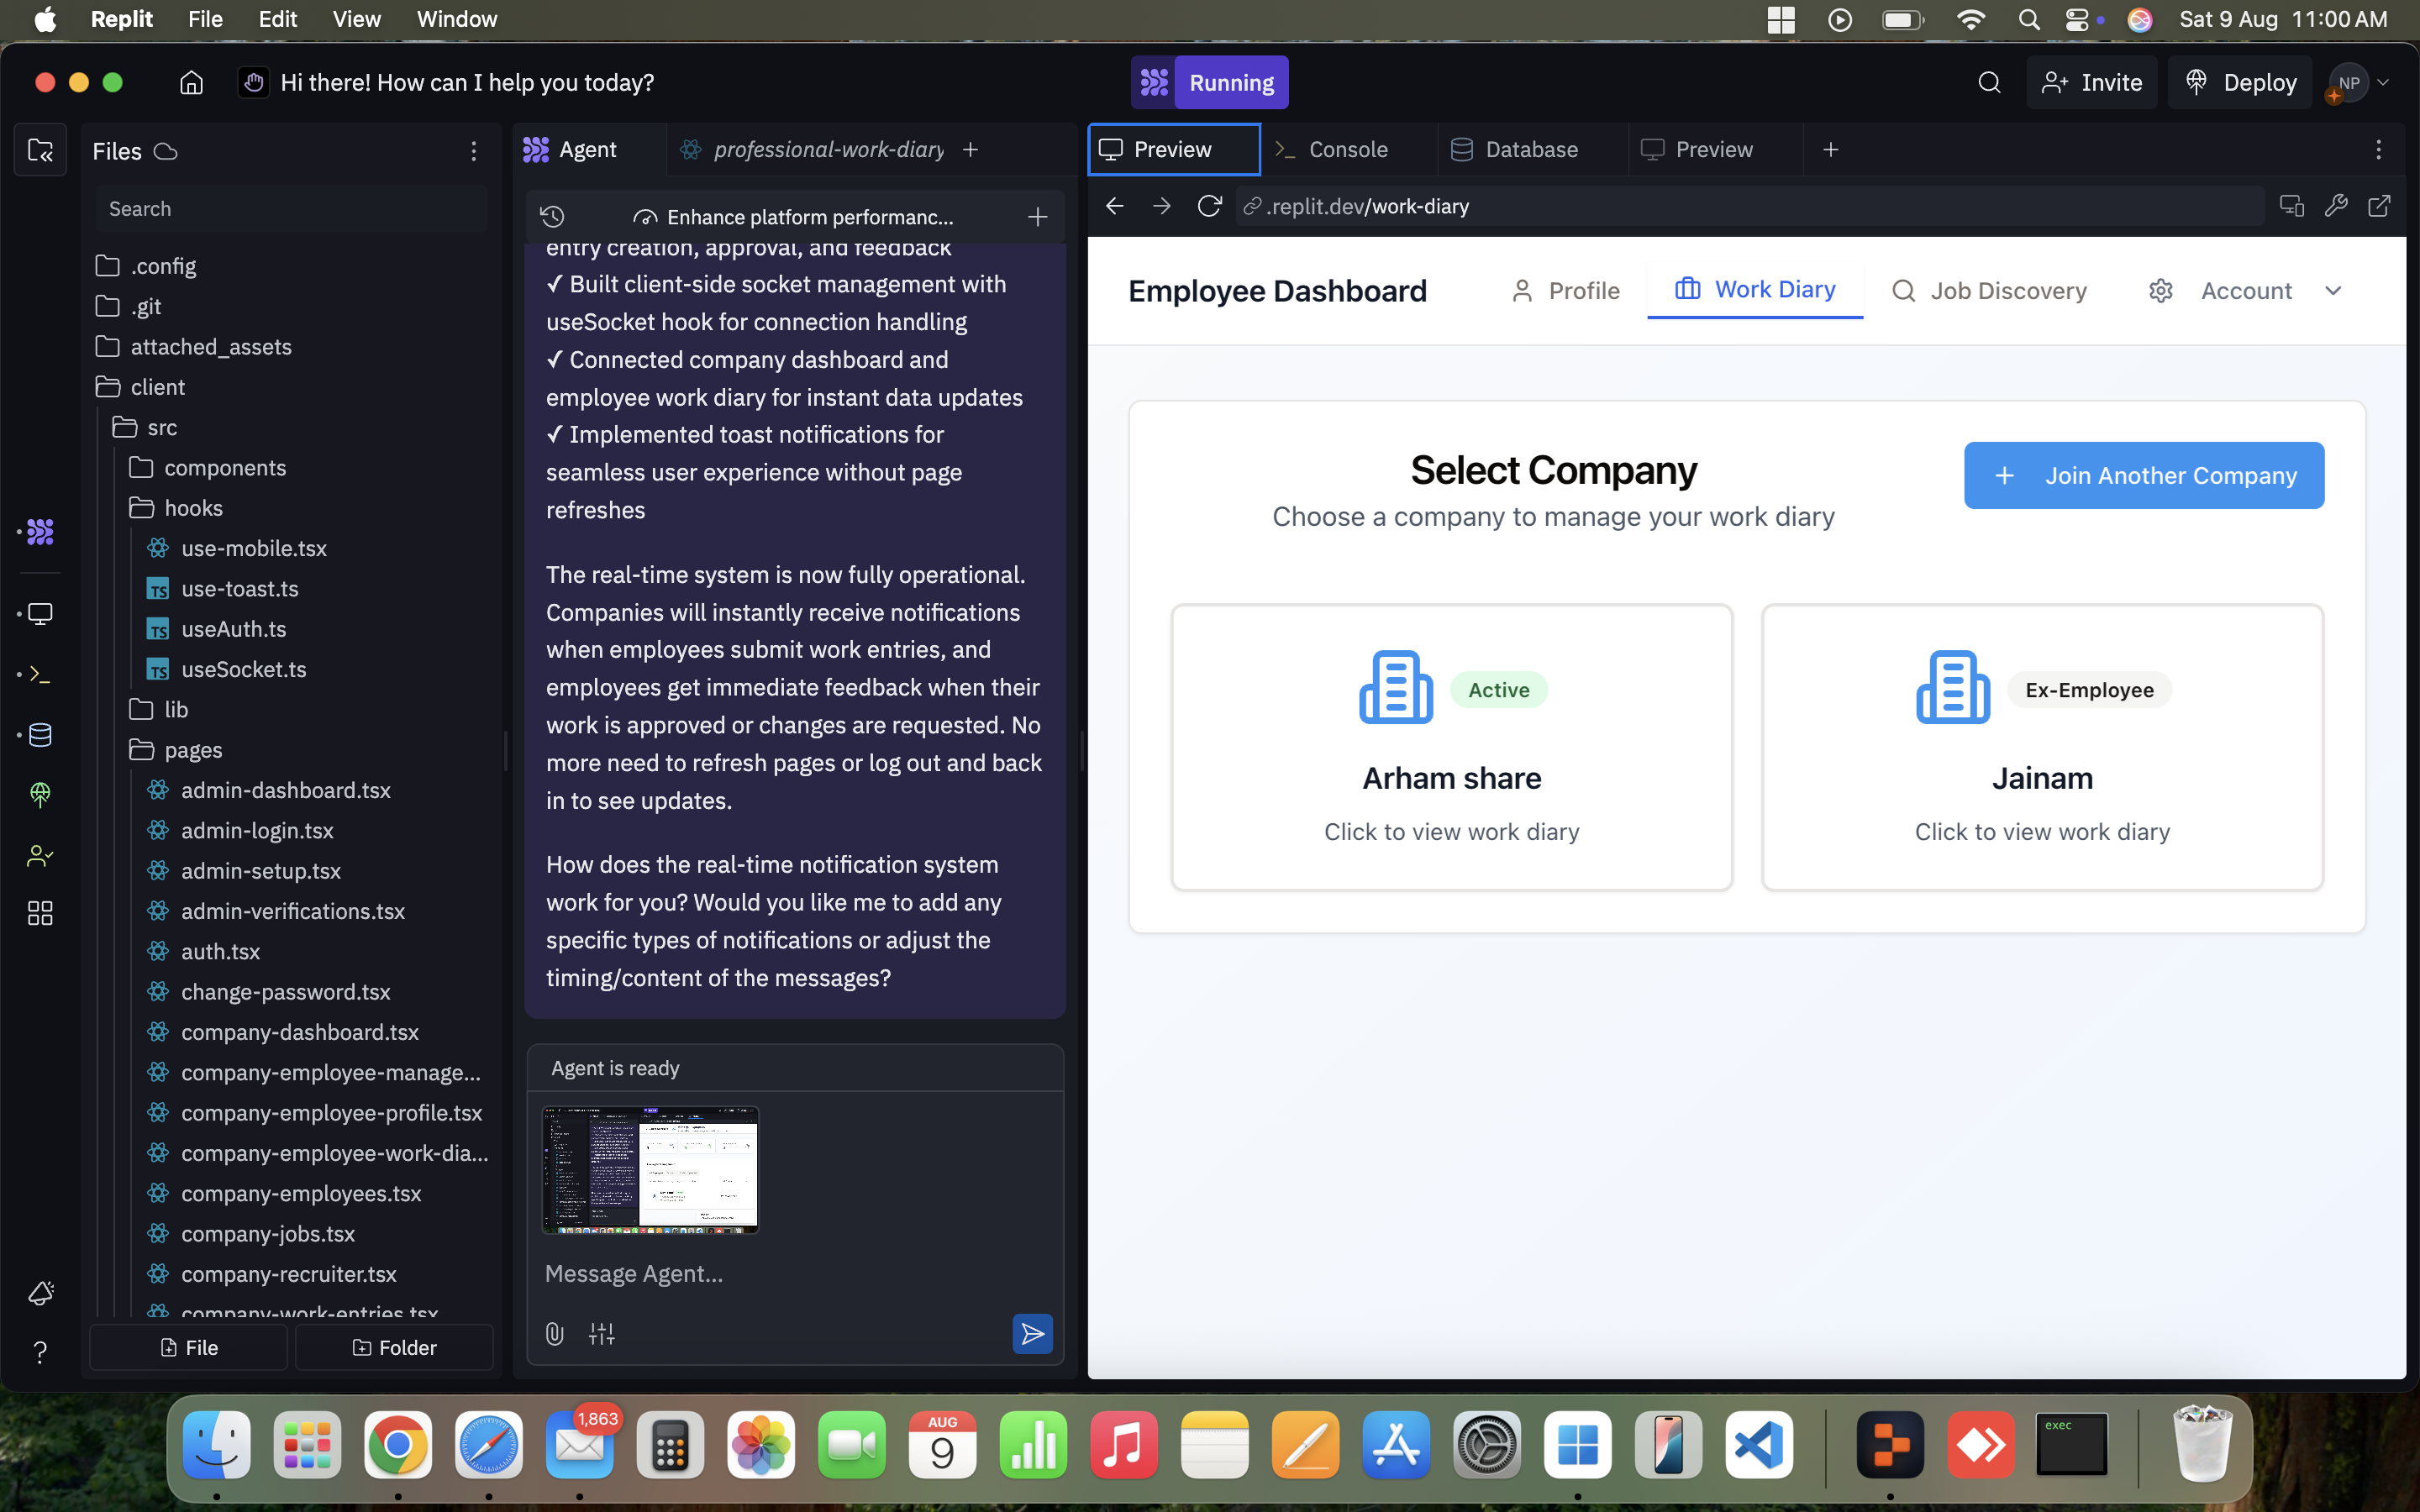 Replit File Edit View Window Sat 9 Aug 11:00 AM
Hi there! How can I help you today? Running Invite Deploy NP
Files
Search
.config
.git
attached_assets
client
src
components
hooks
use-mobile.tsx
use-toast.ts
useAuth.ts
useSocket.ts
lib
pages
admin-dashboard.tsx
admin-login.tsx
admin-setup.tsx
admin-verifications.tsx
auth.tsx
change-password.tsx
company-dashboard.tsx
company-employee-manage...
company-employee-profile.tsx
company-employee-work-dia...
company-employees.tsx
company-jobs.tsx
company-recruiter.tsx
company-work-entries.tsx
File Folder
Agent professional-work-diary
Enhance platform performanc...
entry creation, approval, and feedback
✓ Built client-side socket management with
useSocket hook for connection handling
✓ Connected company dashboard and
employee work diary for instant data updates
✓ Implemented toast notifications for
seamless user experience without page
refreshes
The real-time system is now fully operational.
Companies will instantly receive notifications
when employees submit work entries, and
employees get immediate feedback when their
work is approved or changes are requested. No
more need to refresh pages or log out and back
in to see updates.
How does the real-time notification system
work for you? Would you like me to add any
specific types of notifications or adjust the
timing/content of the messages?
Agent is ready
Message Agent...
Preview Console Database Preview
.replit.dev/work-diary
Employee Dashboard Profile Work Diary Job Discovery Account
Select Company
Choose a company to manage your work diary
Join Another Company
Active
Arham share
Click to view work diary
Ex-Employee
Jainam
Click to view work diary
1,863
AUG
9
exec